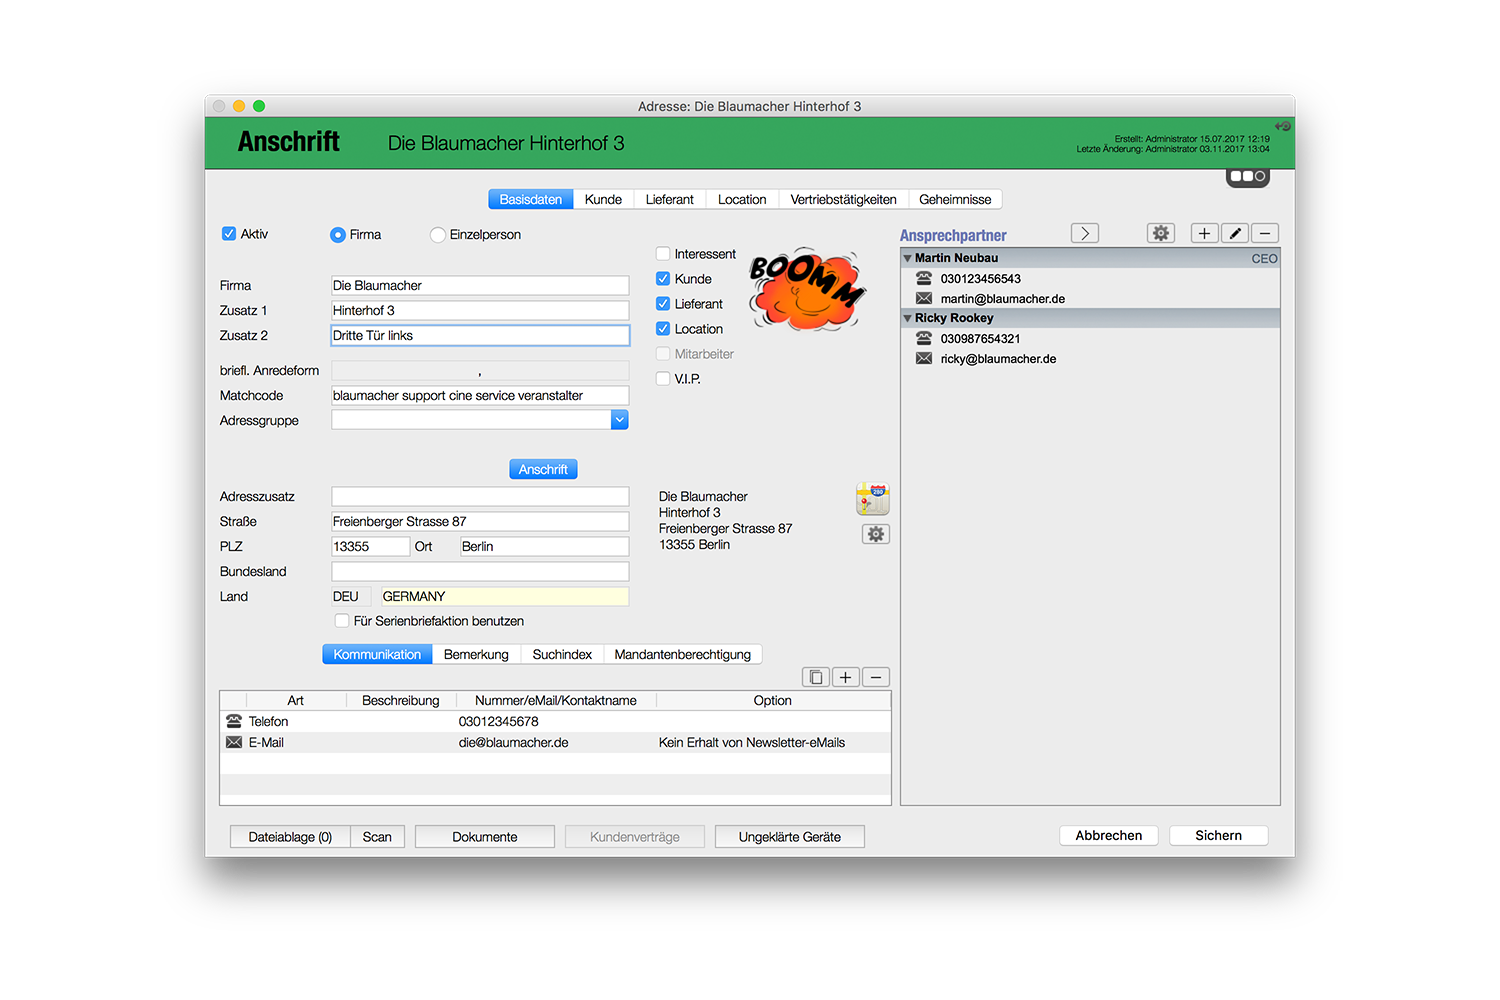 Adresse: Die Blaumacher Hinterhof 3
Anschrift Die Blaumacher Hinterhof 3
Erstellt: Administrator 15.07.2017 12:19
Letzte Änderung: Administrator 03.11.2017 13:04
Basisdaten Kunde Lieferant Location Vertriebstätigkeiten Geheimnisse
Aktiv Firma Einzelperson
Firma Die Blaumacher
Zusatz 1 Hinterhof 3
Zusatz 2 Dritte Tür links
briefl. Anredeform ,
Matchcode blaumacher support cine service veranstalter
Adressgruppe
Interessent
Kunde
Lieferant
Location
Mitarbeiter
V.I.P.
BOOMM
Ansprechpartner
Martin Neubau CEO
030123456543
martin@blaumacher.de
Ricky Rookey
030987654321
ricky@blaumacher.de
Anschrift
Adresszusatz
Straße Freienberger Strasse 87
PLZ 13355 Ort Berlin
Bundesland
Land DEU GERMANY
Für Serienbriefaktion benutzen
Die Blaumacher
Hinterhof 3
Freienberger Strasse 87
13355 Berlin
280
Kommunikation Bemerkung Suchindex Mandantenberechtigung
Art Beschreibung Nummer/eMail/Kontaktname Option
Telefon 03012345678
E-Mail die@blaumacher.de Kein Erhalt von Newsletter-eMails
Dateiablage (0) Scan Dokumente Kundenverträge Ungeklärte Geräte Abbrechen Sichern